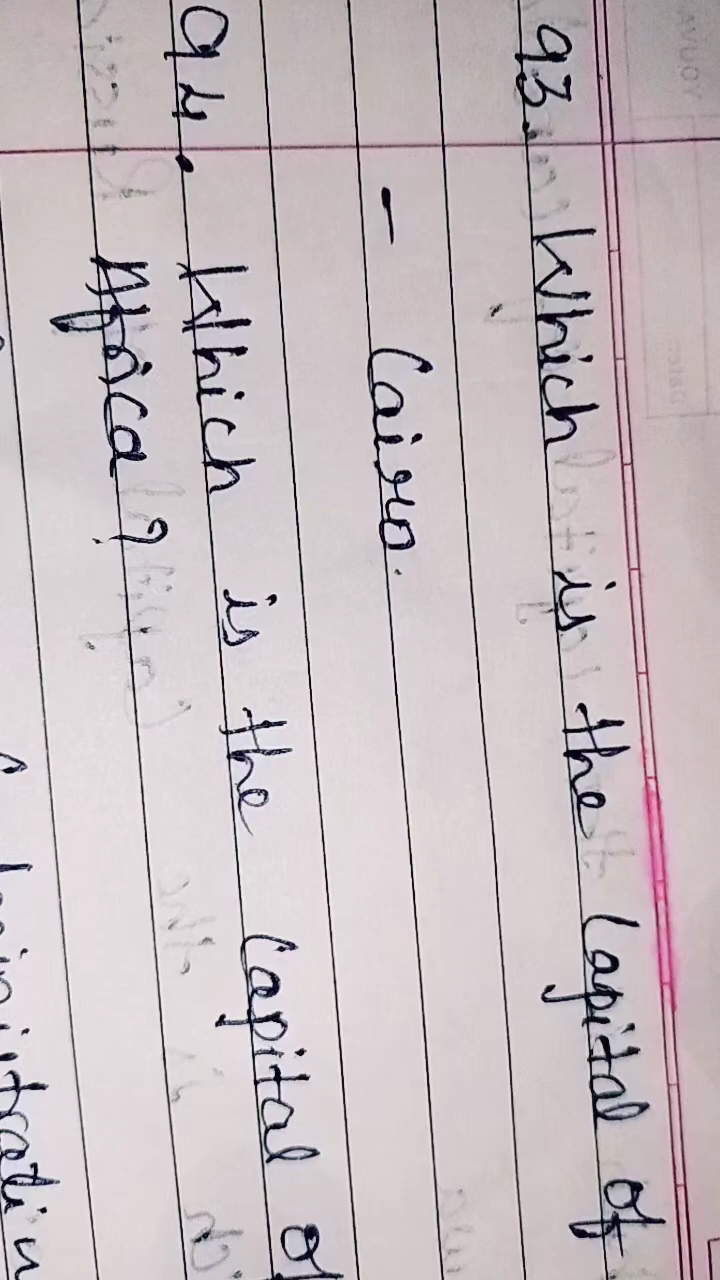 93. Which is the Capital of
- Cairo.
94. Which is the Capital of
Africa?